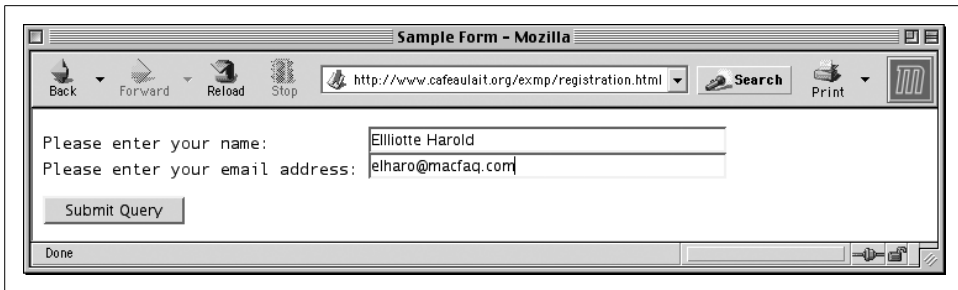 Sample Form - Mozilla
Back Forward Reload Stop http://www.cafeaulait.org/exmp/registration.html Search Print
Please enter your name: Ellliotte Harold
Please enter your email address: elharo@macfaq.com
Submit Query
Done